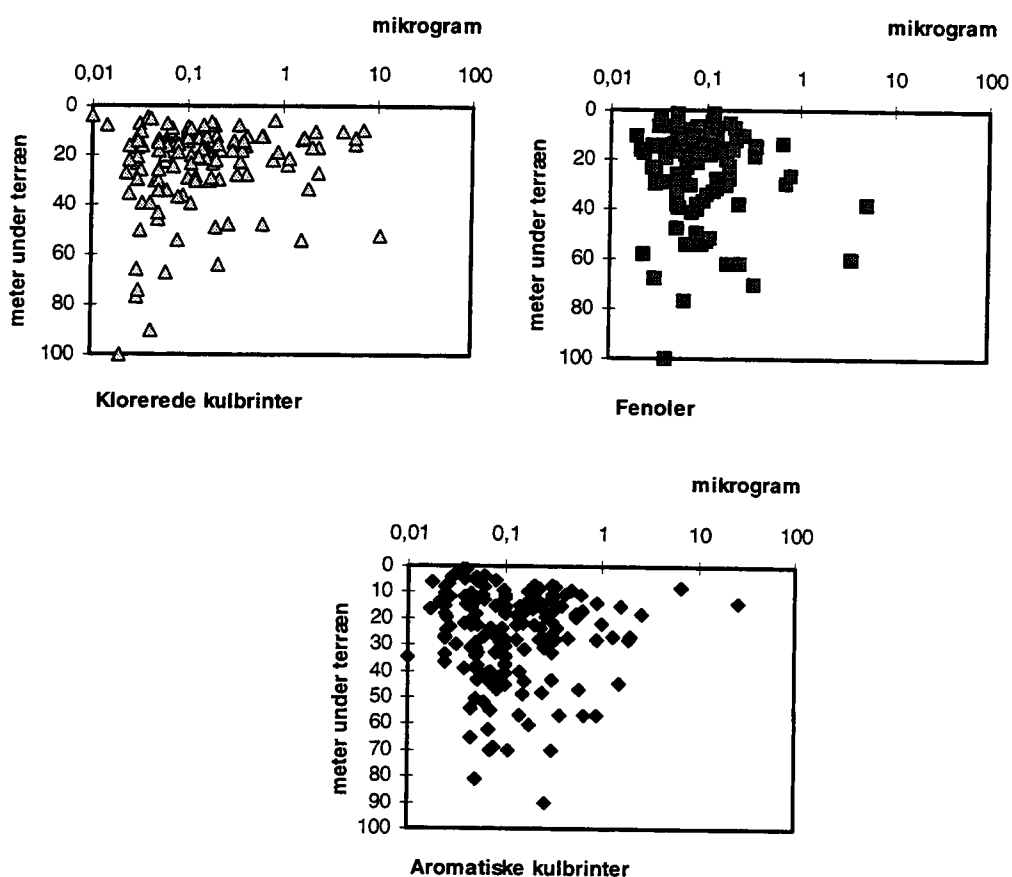 mikrogram
0,01 0,1 1 10 100
0
20
40
60
80
100
meter under terræn
Klorerede kulbrinter
mikrogram
0,01 0,1 1 10 100
0
20
40
60
80
100
meter under terræn
Fenoler
mikrogram
0,01 0,1 1 10 100
0
10
20
30
40
50
60
70
80
90
100
meter under terræn
Aromatiske kulbrinter